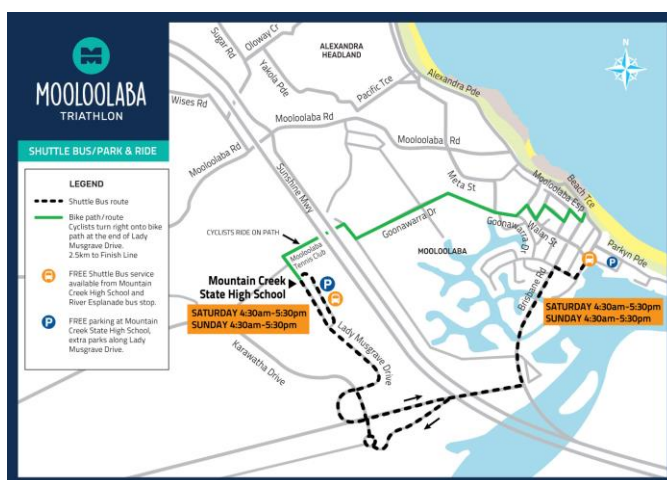 MOOLOOLABA
TRIATHLON
SHUTTLE BUS/PARK & RIDE
LEGEND
Shuttle Bus route
Bike path/route
Cyclists turn right onto bike
path at the end of Lady
Musgrave Drive.
2.5km to Finish Line
FREE Shuttle Bus service
available from Mountain
Creek High School and
River Esplanade bus stop.
P
FREE parking at Mountain
Creek State High School,
extra parks along Lady
Musgrave Drive.
Sugar Rd
Oloway Cr
Yakola Pde
ALEXANDRA
HEADLAND
Pacific Tce
Alexandra Pde
N
Wises Rd
Mooloolaba Rd
Mooloolaba Rd
Mooloolaba Rd
Sunshine Mwy
Meta St
Beach Tce
Mooloolaba Esp
CYCLISTS RIDE ON PATH
Goonawarra Dr
Goonawarra Dr
Walan St
MOOLOOLABA
Parkyn Pde
P
Brisbane Rd
Mooloolaba
Tennis Club
Mountain Creek
State High School
P
SATURDAY 4:30am-5:30pm
SUNDAY 4:30am-5:30pm
SATURDAY 4:30am-5:30pm
SUNDAY 4:30am-5:30pm
Lady Musgrave Drive
Karawatha Drive